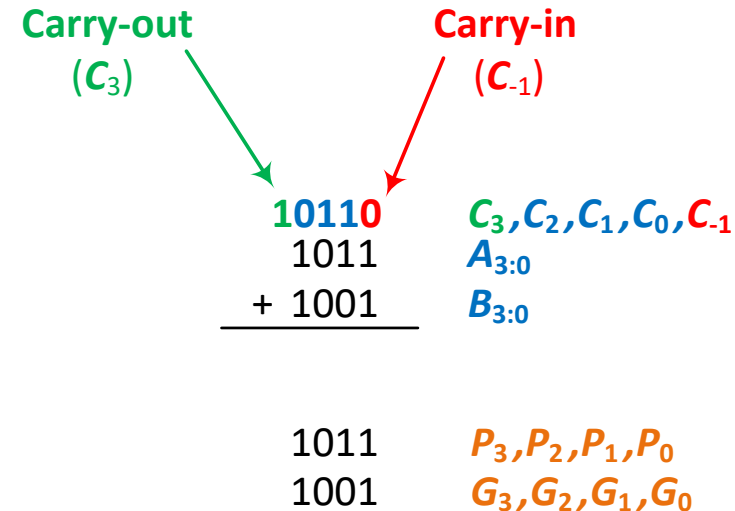 Carry-out Carry-in
(C₃) (C₋₁)
10110 C₃,C₂,C₁,C₀,C₋₁
1011 A₃:₀
+ 1001 B₃:₀
1011 P₃,P₂,P₁,P₀
1001 G₃,G₂,G₁,G₀